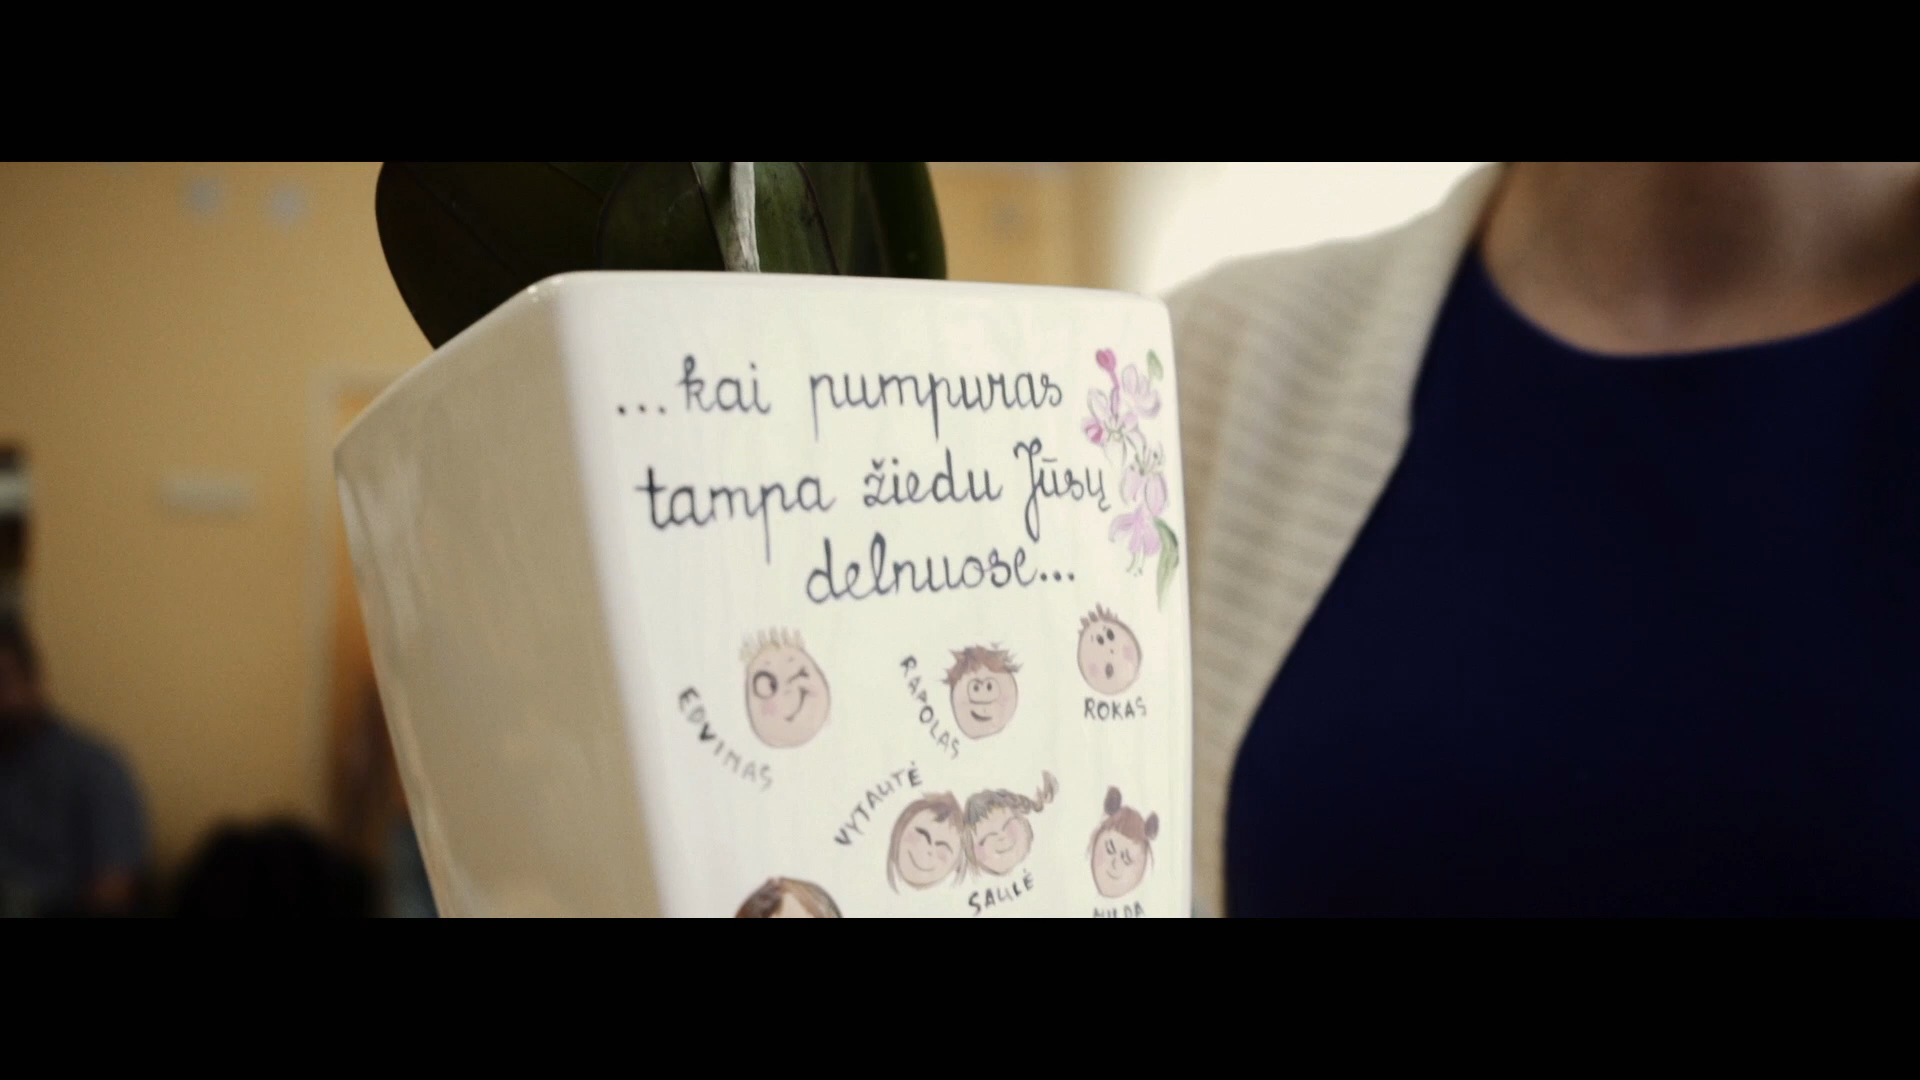 ...kai pumpuras
tampa žiedu Jūsų
delnuose...
EDVINAS
RAPOLAS
ROKAS
VYTAUTĖ
SAULĖ